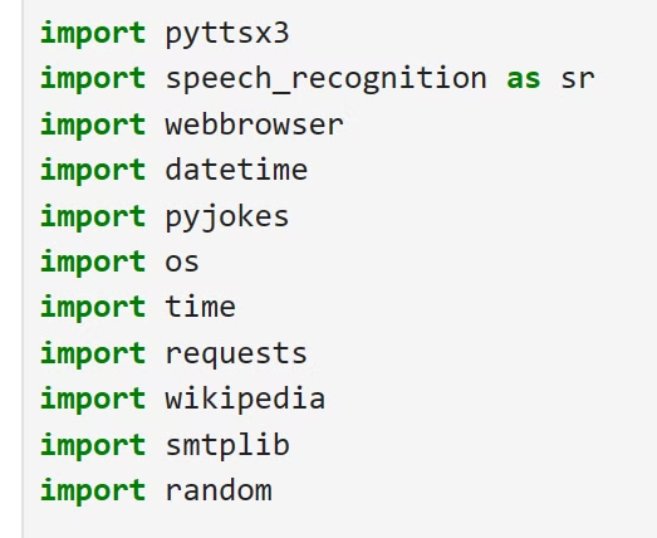 import pyttsx3
import speech_recognition as sr
import webbrowser
import datetime
import pyjokes
import os
import time
import requests
import wikipedia
import smtplib
import random